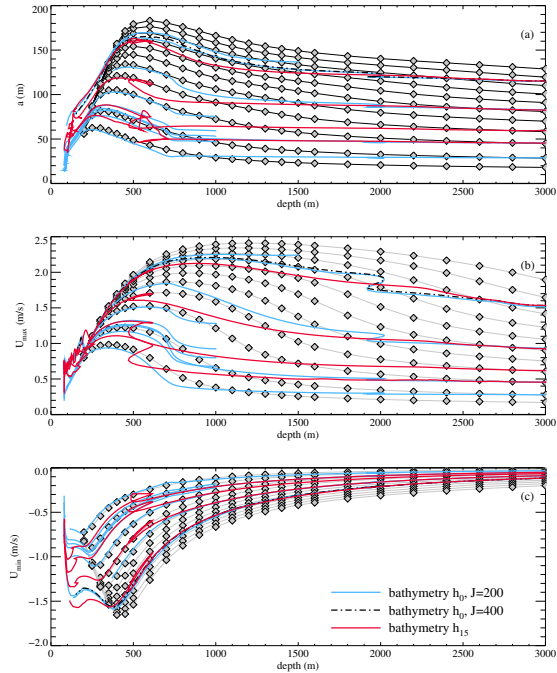 200
150
100
50
0
a (m)
(a)
0 500 1000 1500 2000 2500 3000
depth (m)
2.5
2.0
1.5
1.0
0.5
0.0
U_max (m/s)
(b)
0 500 1000 1500 2000 2500 3000
depth (m)
0.0
−0.5
−1.0
−1.5
−2.0
U_min (m/s)
(c)
bathymetry h_0, J=200
bathymetry h_0, J=400
bathymetry h_15
0 500 1000 1500 2000 2500 3000
depth (m)